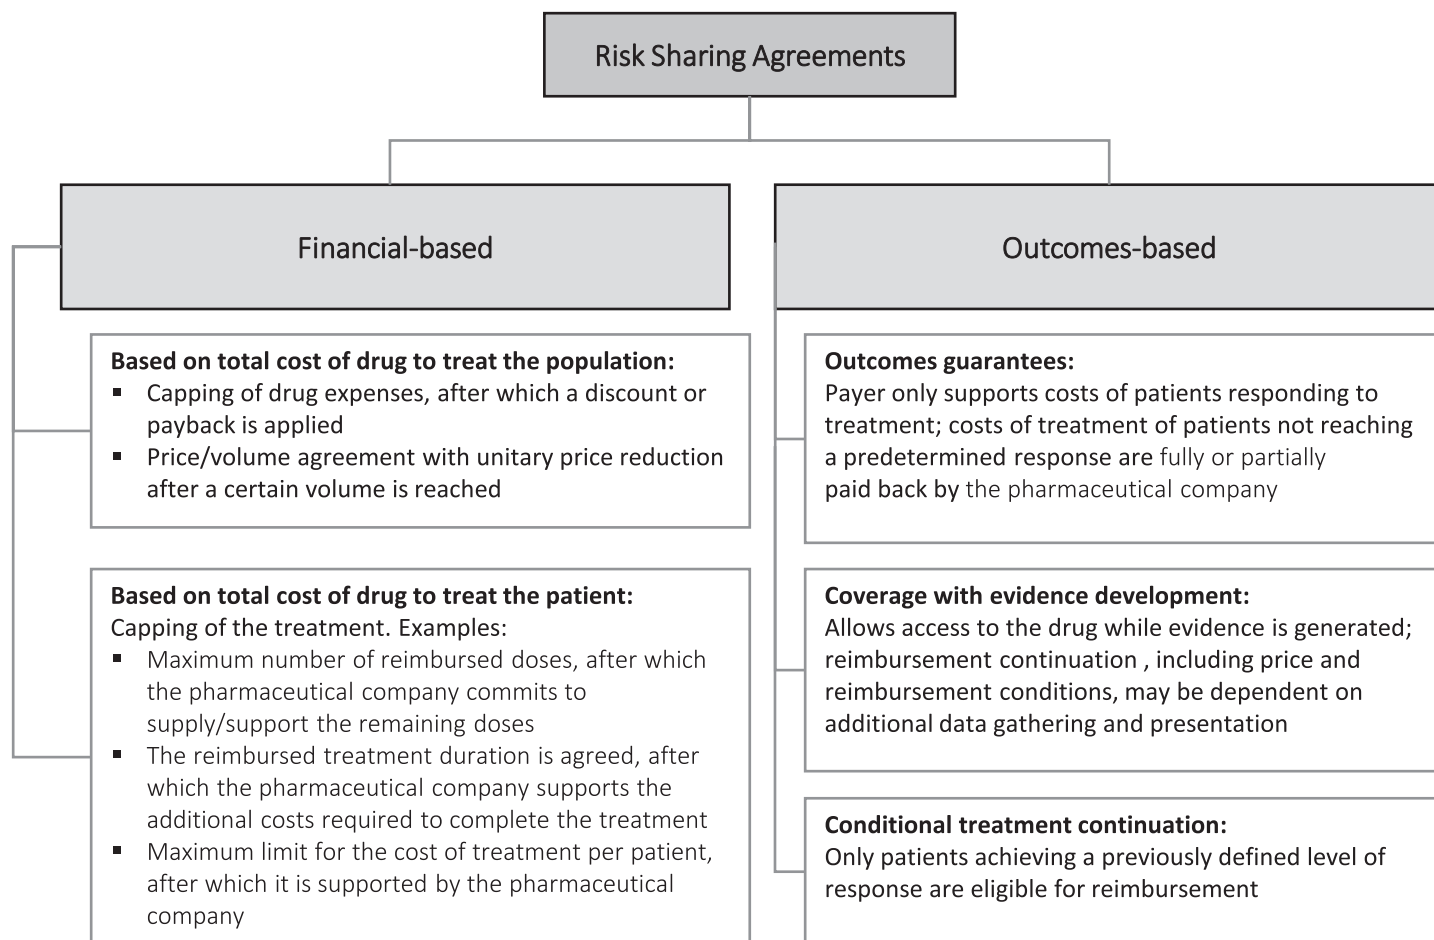 Risk Sharing Agreements
Financial-based
Based on total cost of drug to treat the population:
▪ Capping of drug expenses, after which a discount or
payback is applied
▪ Price/volume agreement with unitary price reduction
after a certain volume is reached
Based on total cost of drug to treat the patient:
Capping of the treatment. Examples:
▪ Maximum number of reimbursed doses, after which
the pharmaceutical company commits to
supply/support the remaining doses
▪ The reimbursed treatment duration is agreed, after
which the pharmaceutical company supports the
additional costs required to complete the treatment
▪ Maximum limit for the cost of treatment per patient,
after which it is supported by the pharmaceutical
company
Outcomes-based
Outcomes guarantees:
Payer only supports costs of patients responding to
treatment; costs of treatment of patients not reaching
a predetermined response are fully or partially
paid back by the pharmaceutical company
Coverage with evidence development:
Allows access to the drug while evidence is generated;
reimbursement continuation , including price and
reimbursement conditions, may be dependent on
additional data gathering and presentation
Conditional treatment continuation:
Only patients achieving a previously defined level of
response are eligible for reimbursement